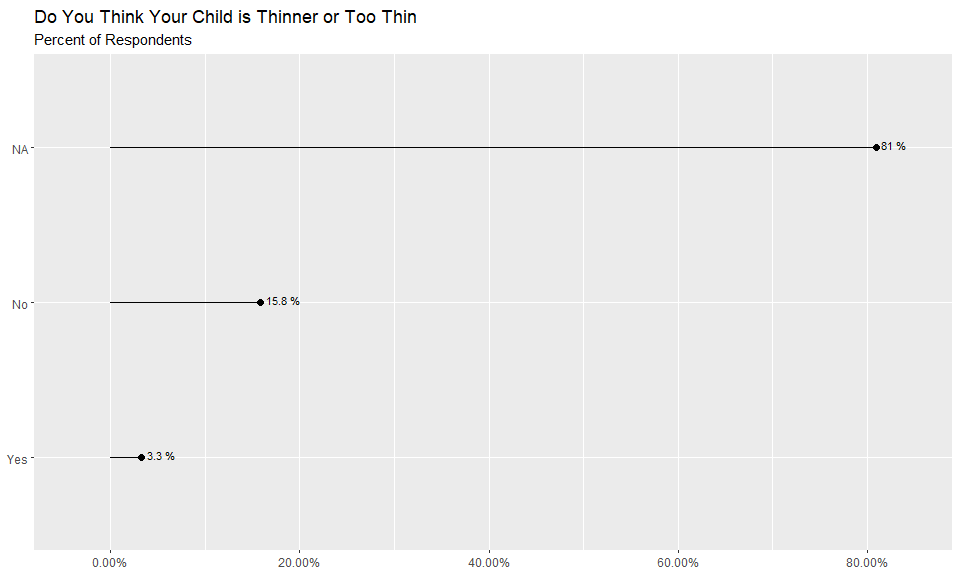 Do You Think Your Child is Thinner or Too Thin
Percent of Respondents
NA
81 %
No
15.8 %
Yes
3.3 %
0.00%
20.00%
40.00%
60.00%
80.00%